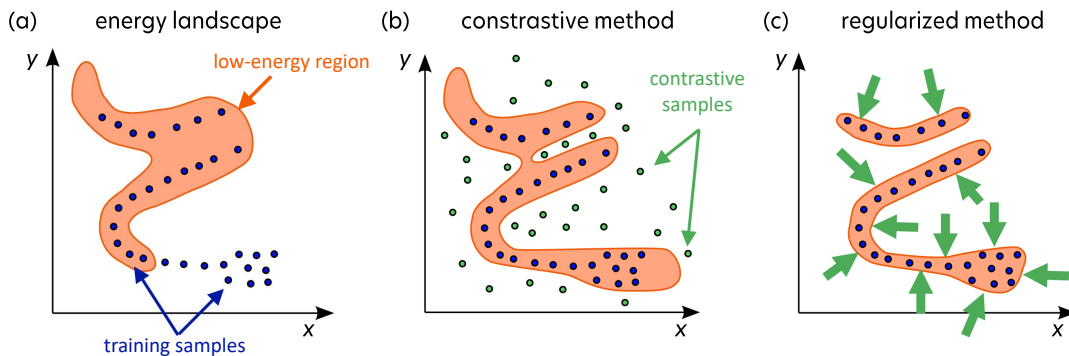 (a) energy landscape
y
low-energy region
training samples
x
(b) constrastive method
y
contrastive
samples
x
(c) regularized method
y
x